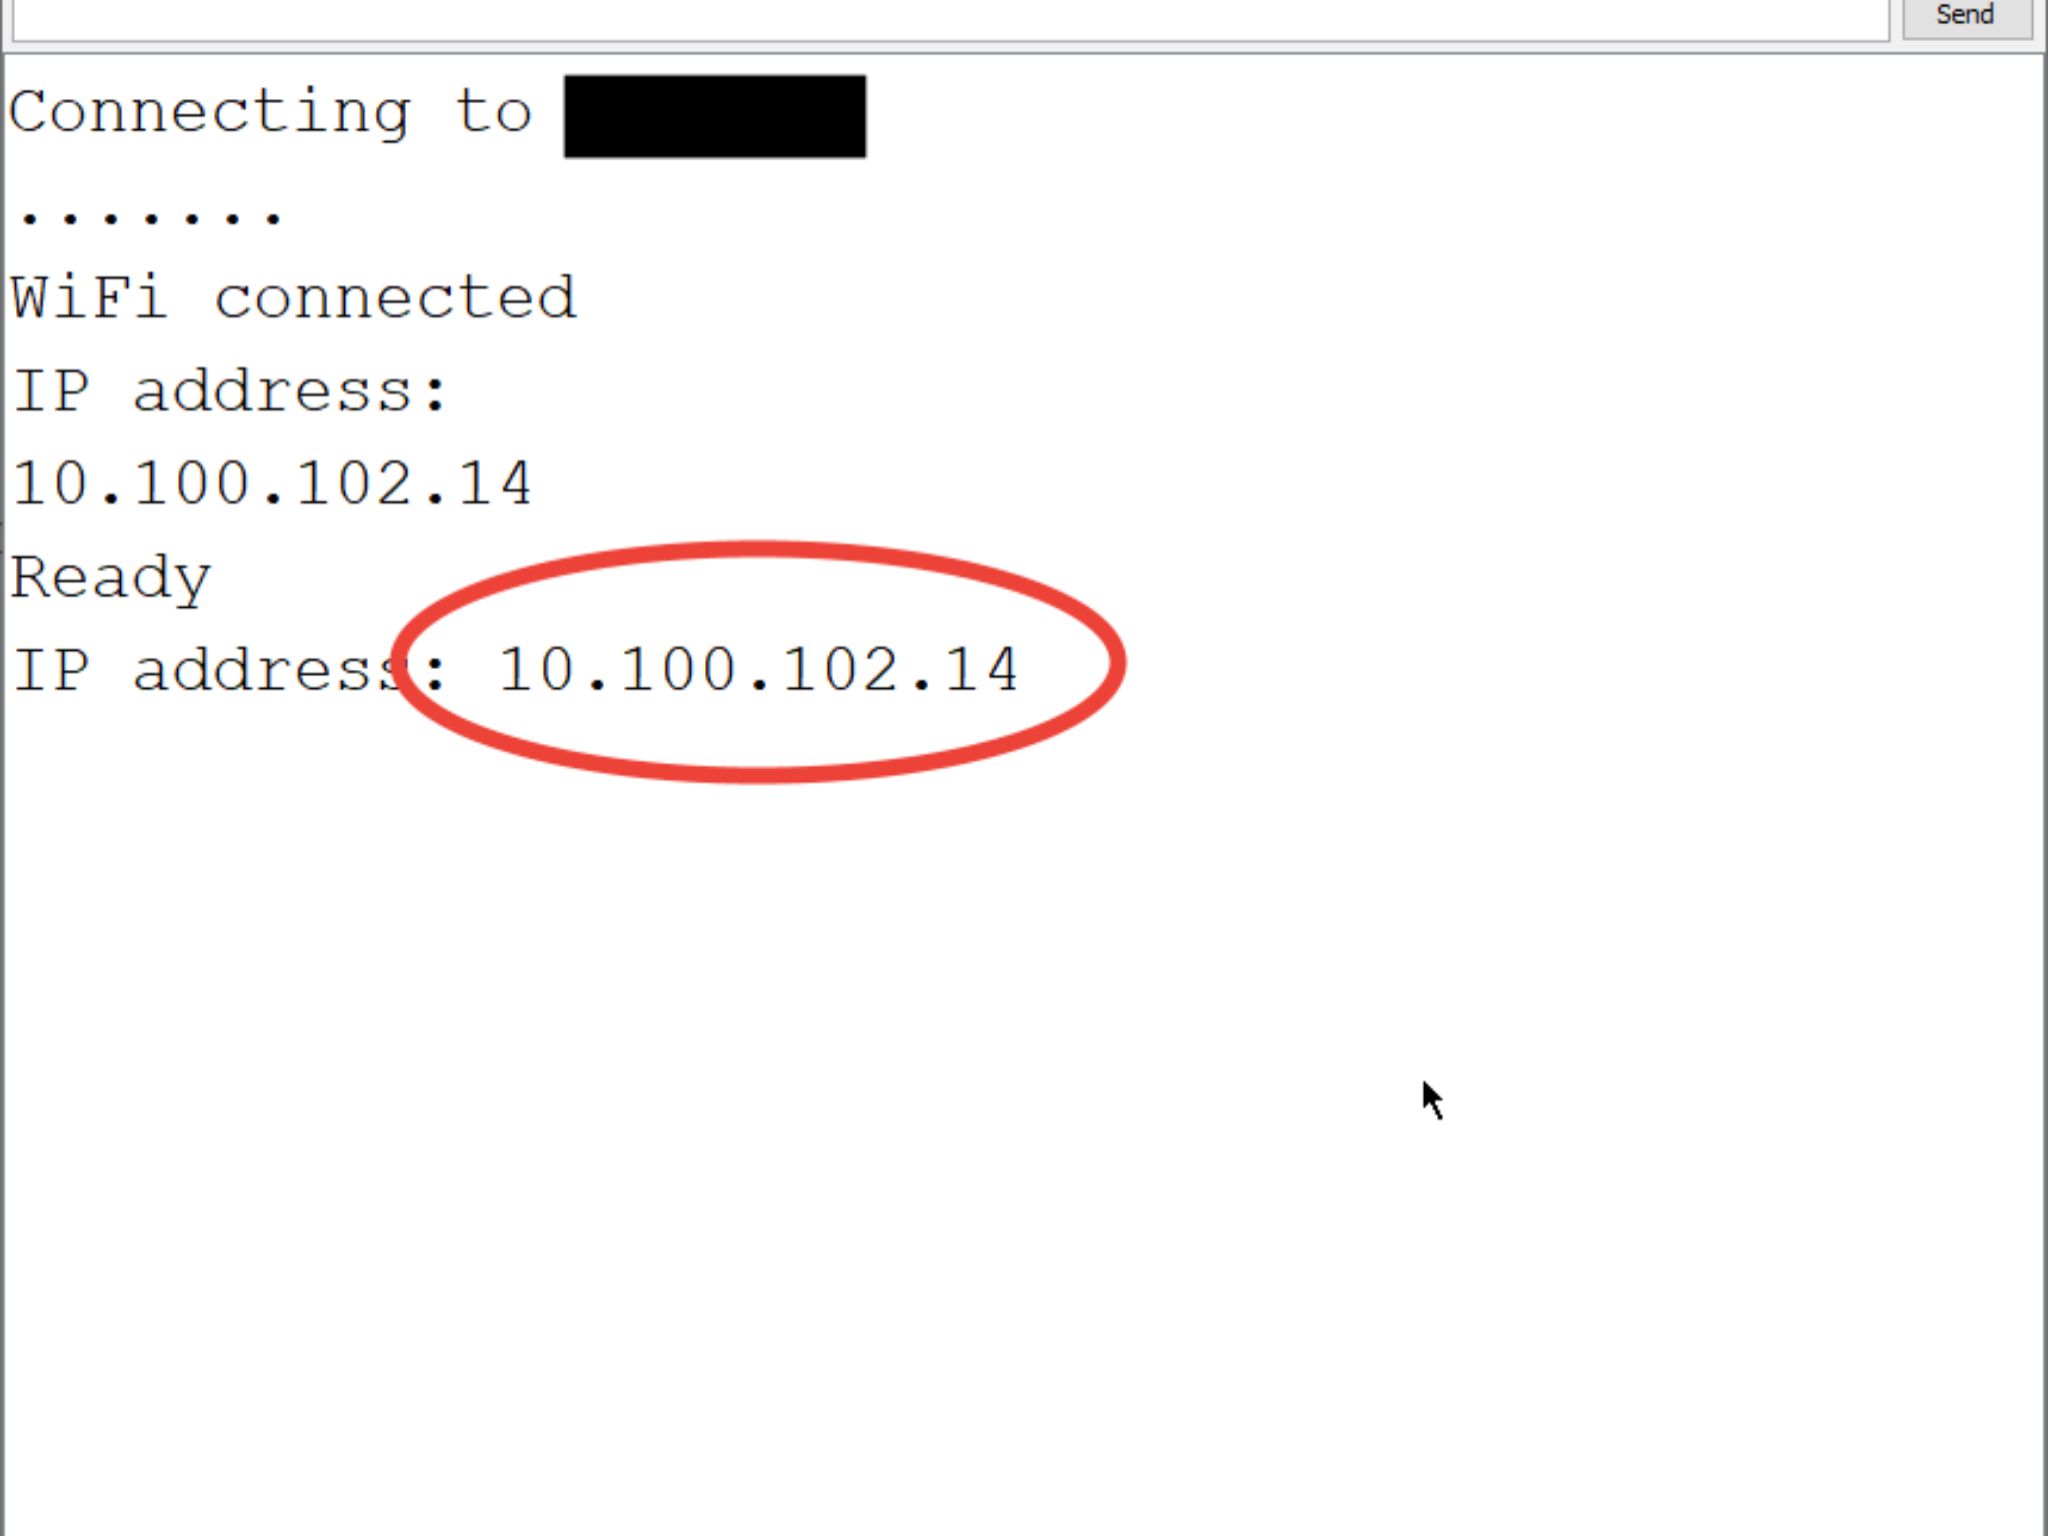 Send
Connecting to
.......
WiFi connected
IP address:
10.100.102.14
Ready
IP address: 10.100.102.14